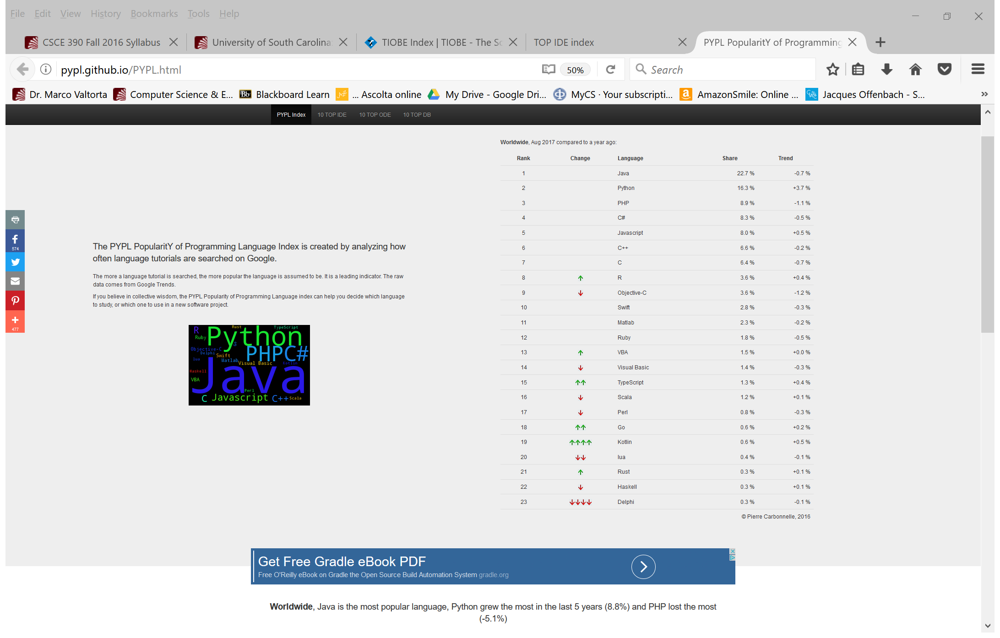 File Edit View History Bookmarks Tools Help
CSCE 390 Fall 2016 Syllabus
University of South Carolina:
TIOBE Index | TIOBE - The Sc
TOP IDE index
PYPL PopularitY of Programming
pypl.github.io/PYPL.html
50%
Search
Dr. Marco Valtorta
Computer Science & E...
Bb Blackboard Learn
... Ascolta online
My Drive - Google Dri...
MyCS · Your subscripti...
a AmazonSmile: Online ...
Jacques Offenbach - S...
»
PYPL Index 10 TOP IDE 10 TOP ODE 10 TOP DB
574
477
The PYPL PopularitY of Programming Language Index is created by analyzing how
often language tutorials are searched on Google.
The more a language tutorial is searched, the more popular the language is assumed to be. It is a leading indicator. The raw
data comes from Google Trends.
If you believe in collective wisdom, the PYPL Popularity of Programming Language index can help you decide which language
to study, or which one to use in a new software project.
R
Rust
TypeScript
Ruby
Python
Go
Objective-C
Delphi
Swift
PHP
C#
lua
Matlab
Visual Basic
Kotlin
Haskell
Java
VBA
Perl
C
Javascript
C++
Scala
Worldwide, Aug 2017 compared to a year ago:
Rank Change Language Share Trend
1 Java 22.7 % -0.7 %
2 Python 16.3 % +3.7 %
3 PHP 8.9 % -1.1 %
4 C# 8.3 % -0.5 %
5 Javascript 8.0 % +0.5 %
6 C++ 6.6 % -0.2 %
7 C 6.4 % -0.7 %
8 ↑ R 3.6 % +0.4 %
9 ↓ Objective-C 3.6 % -1.2 %
10 Swift 2.8 % -0.3 %
11 Matlab 2.3 % -0.2 %
12 Ruby 1.8 % -0.5 %
13 ↑ VBA 1.5 % +0.0 %
14 ↓ Visual Basic 1.4 % -0.3 %
15 ↑↑ TypeScript 1.3 % +0.4 %
16 ↓ Scala 1.2 % +0.1 %
17 ↓ Perl 0.8 % -0.3 %
18 ↑↑ Go 0.6 % +0.2 %
19 ↑↑↑↑ Kotlin 0.6 % +0.5 %
20 ↓↓ lua 0.4 % -0.1 %
21 ↑ Rust 0.3 % +0.1 %
22 ↓ Haskell 0.3 % +0.1 %
23 ↓↓↓↓ Delphi 0.3 % -0.1 %
© Pierre Carbonnelle, 2016
Get Free Gradle eBook PDF
Free O'Reilly eBook on Gradle the Open Source Build Automation System gradle.org
Worldwide, Java is the most popular language, Python grew the most in the last 5 years (8.8%) and PHP lost the most
(-5.1%)